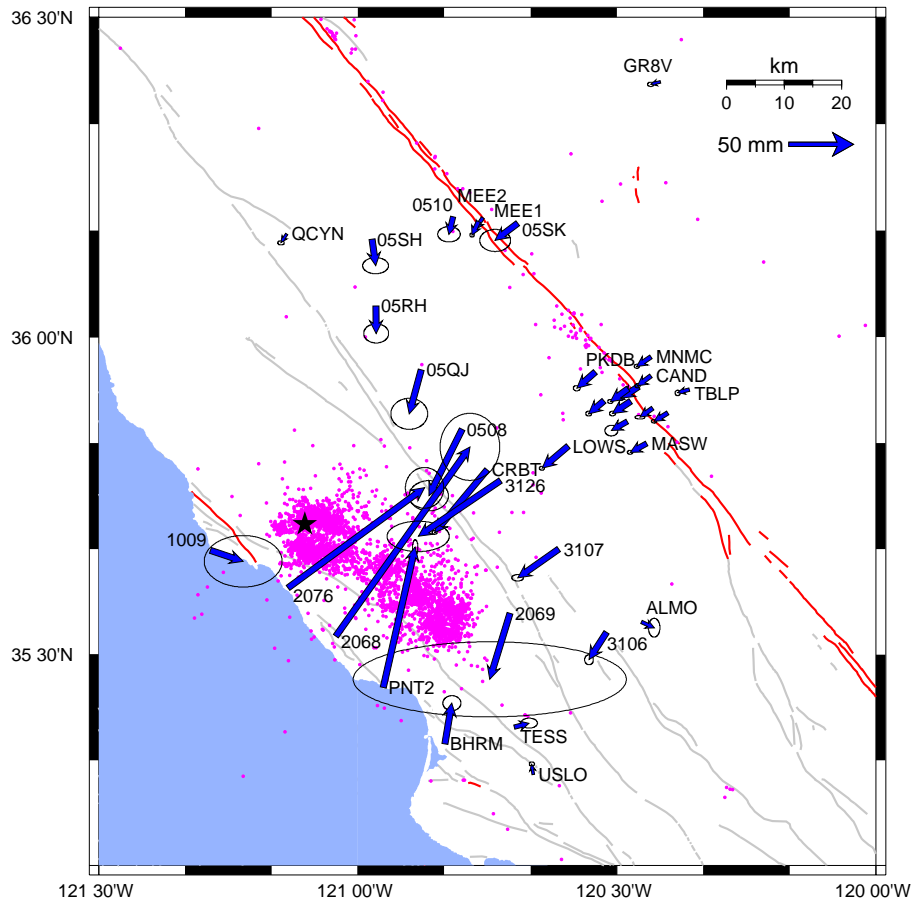 36 30'N
GR8V
km
0 10 20
50 mm
MEE2
0510
MEE1
QCYN
05SH
05SK
05RH
36 00'N
PKDB
MNMC
05QJ
CAND
TBLP
0508
LOWS
MASW
CRBT
3126
1009
3107
2076
ALMO
2069
2068
3106
35 30'N
PNT2
BHRM
TESS
USLO
121 30'W
121 00'W
120 30'W
120 00'W